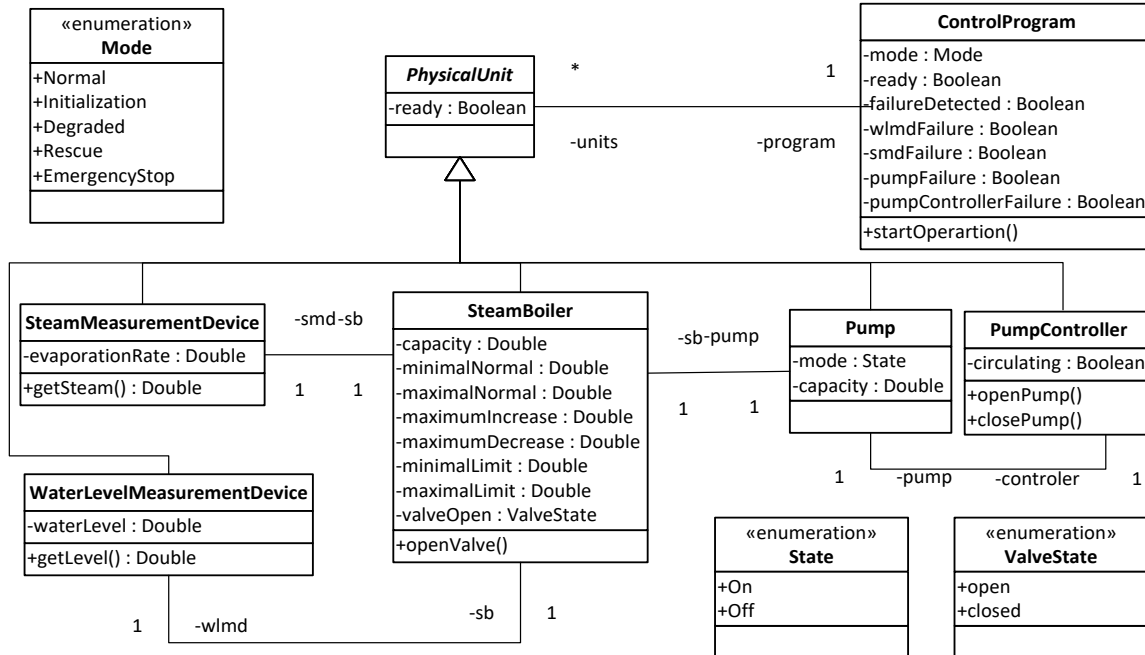 «enumeration»
Mode
+Normal
+Initialization
+Degraded
+Rescue
+EmergencyStop
PhysicalUnit
-ready : Boolean
*
1
-units
-program
ControlProgram
-mode : Mode
-ready : Boolean
-failureDetected : Boolean
-wlmdFailure : Boolean
-smdFailure : Boolean
-pumpFailure : Boolean
-pumpControllerFailure : Boolean
+startOperartion()
SteamMeasurementDevice
-evaporationRate : Double
+getSteam() : Double
-smd
-sb
1
1
SteamBoiler
-capacity : Double
-minimalNormal : Double
-maximalNormal : Double
-maximumIncrease : Double
-maximumDecrease : Double
-minimalLimit : Double
-maximalLimit : Double
-valveOpen : ValveState
+openValve()
-sb
-pump
1
1
Pump
-mode : State
-capacity : Double
PumpController
-circulating : Boolean
+openPump()
+closePump()
1
-pump
-controler
1
WaterLevelMeasurementDevice
-waterLevel : Double
+getLevel() : Double
1
-wlmd
-sb
1
«enumeration»
State
+On
+Off
«enumeration»
ValveState
+open
+closed